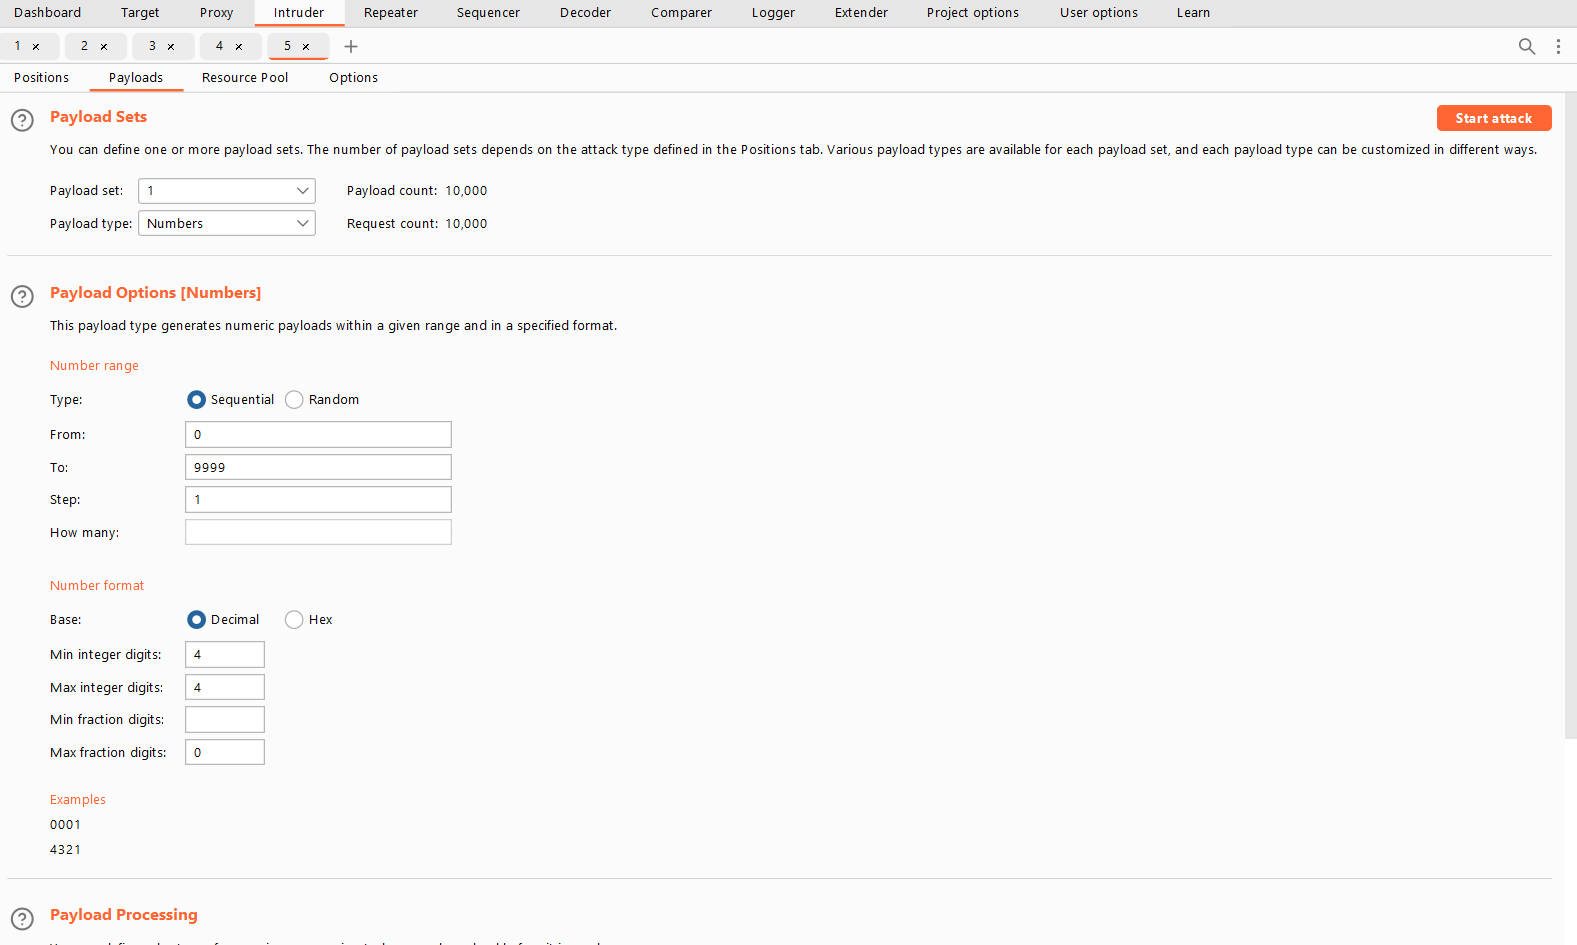 Dashboard Target Proxy Intruder Repeater Sequencer Decoder Comparer Logger Extender Project options User options Learn
1 × 2 × 3 × 4 × 5 × +
Positions Payloads Resource Pool Options
? Payload Sets Start attack
You can define one or more payload sets. The number of payload sets depends on the attack type defined in the Positions tab. Various payload types are available for each payload set, and each payload type can be customized in different ways.
Payload set: 1 Payload count: 10,000
Payload type: Numbers Request count: 10,000
? Payload Options [Numbers]
This payload type generates numeric payloads within a given range and in a specified format.
Number range
Type: Sequential Random
From: 0
To: 9999
Step: 1
How many:
Number format
Base: Decimal Hex
Min integer digits: 4
Max integer digits: 4
Min fraction digits:
Max fraction digits: 0
Examples
0001
4321
? Payload Processing